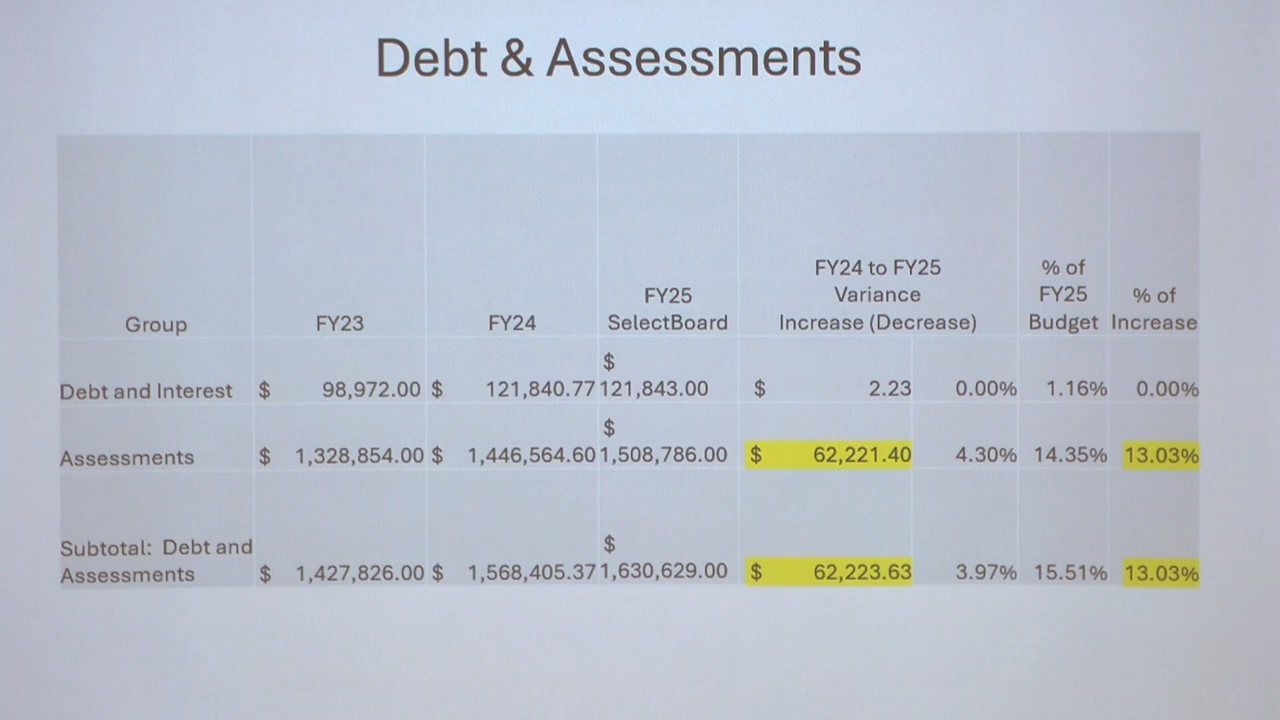 Debt & Assessments
FY24 to FY25 % of
FY25 Variance FY25 % of
Group FY23 FY24 SelectBoard Increase (Decrease) Budget Increase
$
Debt and Interest $ 98,972.00 $ 121,840.77 121,843.00 $ 2.23 0.00% 1.16% 0.00%
$
Assessments $ 1,328,854.00 $ 1,446,564.60 1,508,786.00 $ 62,221.40 4.30% 14.35% 13.03%
Subtotal: Debt and $
Assessments $ 1,427,826.00 $ 1,568,405.37 1,630,629.00 $ 62,223.63 3.97% 15.51% 13.03%